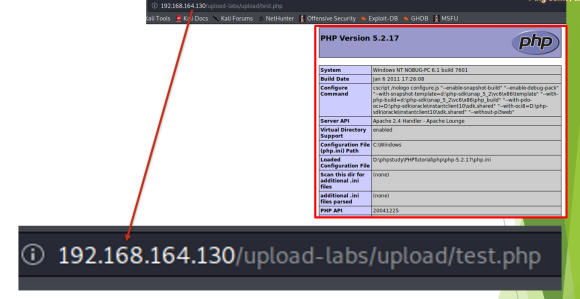 192.168.164.130/upload-labs/upload/test.php
Kali Tools Kali Docs Kali Forums NetHunter Offensive Security Exploit-DB GHDB MSFU
PHP Version 5.2.17
php
System Windows NT NOBUG-PC 6.1 build 7601
Build Date Jan 6 2011 17:26:08
Configure Command cscript /nologo configure.js "--enable-snapshot-build" "--enable-debug-pack"
"--with-snapshot-template=d:\php-sdk\snap_5_2\vc6\x86\template" "--with-
php-build=d:\php-sdk\snap_5_2\vc6\x86\php_build" "--with-pdo-
oci=D:\php-sdk\oracle\instantclient10\sdk,shared" "--with-oci8=D:\php-
sdk\oracle\instantclient10\sdk,shared" "--without-pi3web"
Server API Apache 2.4 Handler - Apache Lounge
Virtual Directory Support enabled
Configuration File (php.ini) Path C:\Windows
Loaded Configuration File D:\phpstudy\PHPTutorial\php\php-5.2.17\php.ini
Scan this dir for additional .ini files (none)
additional .ini files parsed (none)
PHP API 20041225
192.168.164.130/upload-labs/upload/test.php